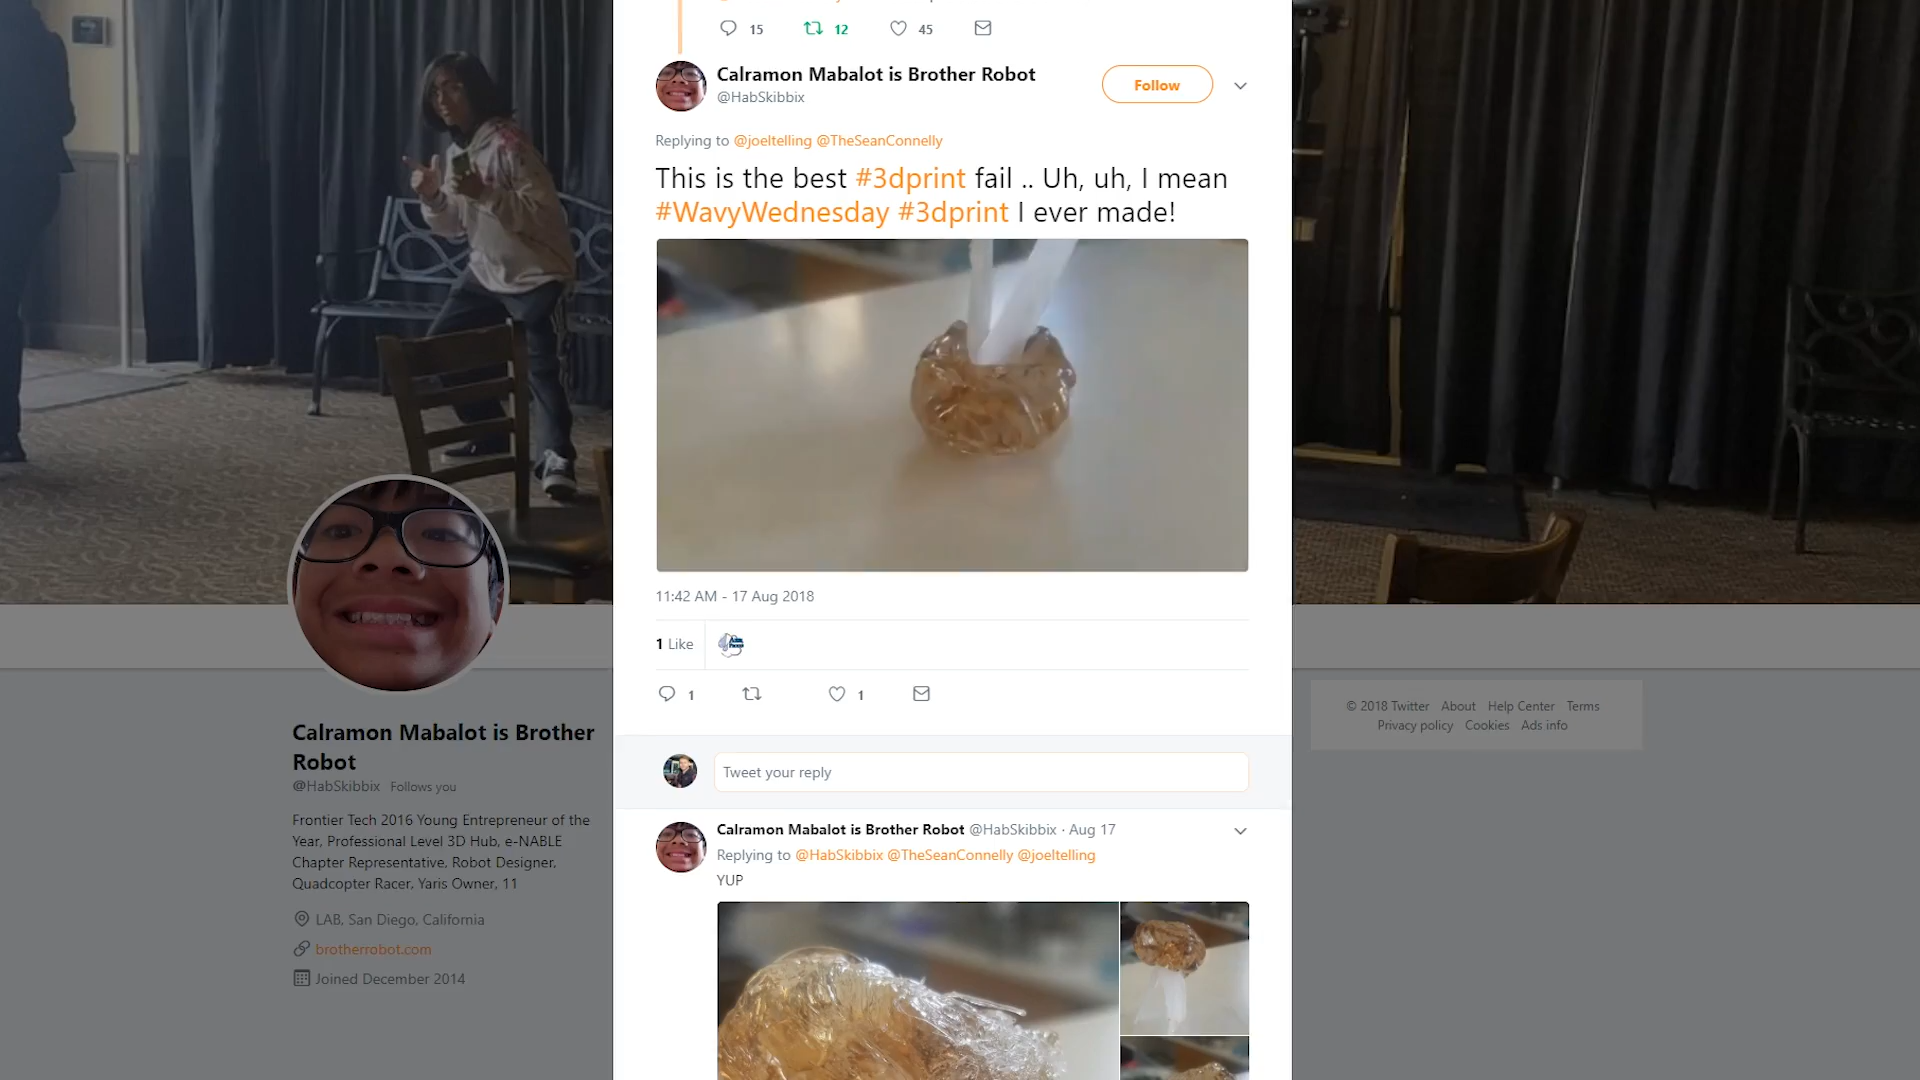 15 12 45
Calramon Mabalot is Brother Robot
@HabSkibbix
Follow
Replying to @joeltelling @TheSeanConnelly
This is the best #3dprint fail .. Uh, uh, I mean
#WavyWednesday #3dprint I ever made!
11:42 AM - 17 Aug 2018
1 Like
1 1
Tweet your reply
Calramon Mabalot is Brother Robot @HabSkibbix · Aug 17
Replying to @HabSkibbix @TheSeanConnelly @joeltelling
YUP
Calramon Mabalot is Brother
Robot
@HabSkibbix Follows you
Frontier Tech 2016 Young Entrepreneur of the
Year, Professional Level 3D Hub, e-NABLE
Chapter Representative, Robot Designer,
Quadcopter Racer, Yaris Owner, 11
LAB, San Diego, California
brotherrobot.com
Joined December 2014
© 2018 Twitter About Help Center Terms
Privacy policy Cookies Ads info